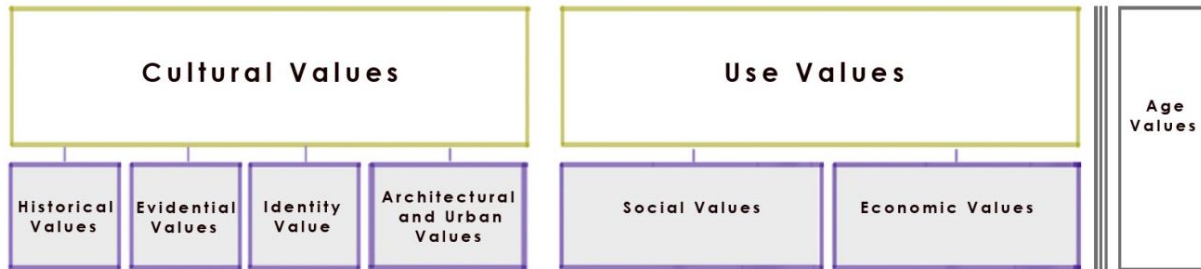 Cultural Values
Use Values
Age
Values
Historical
Values
Evidential
Values
Identity
Value
Architectural
and Urban
Values
Social Values
Economic Values